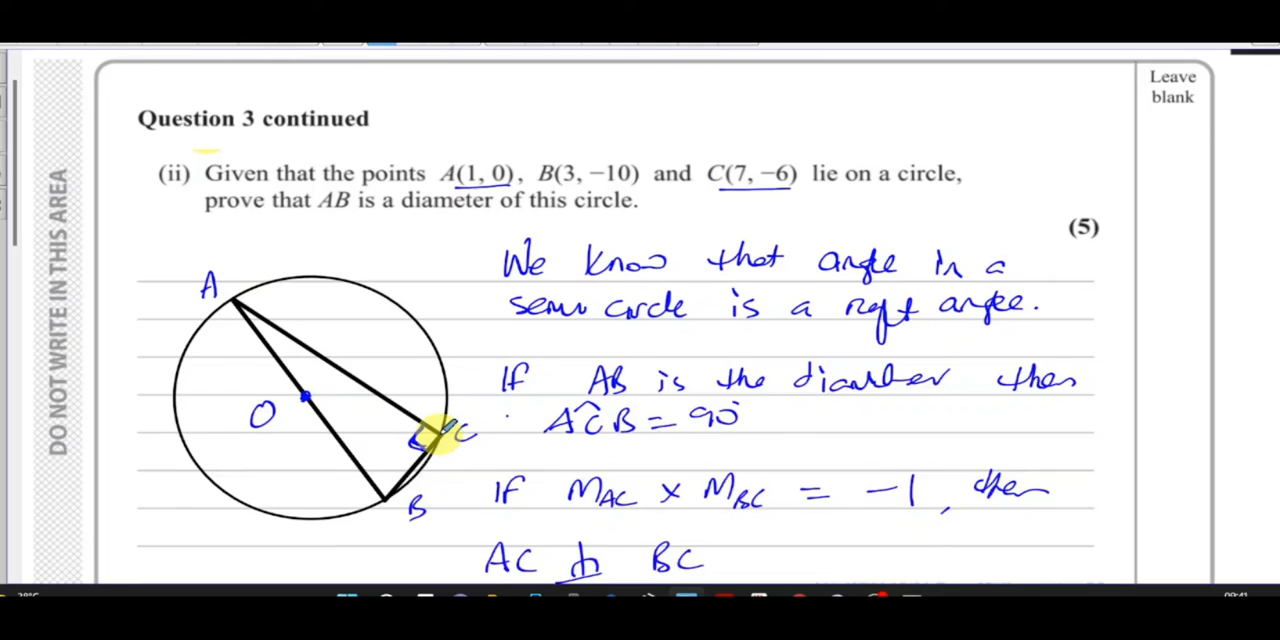 Leave
blank
Question 3 continued
(ii) Given that the points A(1, 0), B(3, −10) and C(7, −6) lie on a circle,
prove that AB is a diameter of this circle.
(5)
DO NOT WRITE IN THIS AREA
We know that angle in a
semi circle is a right angle.
If AB is the diameter then
AĈB = 90°
If M_AC × M_BC = −1, then
AC BC
A
O
C
B
09:41